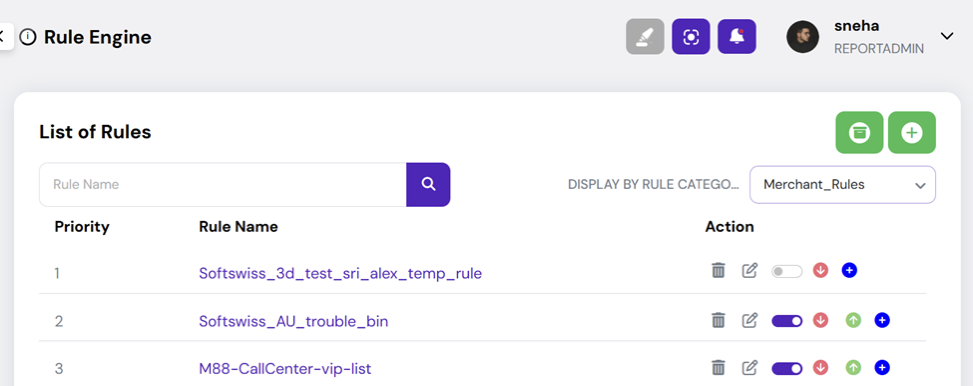 Rule Engine
sneha
REPORTADMIN
List of Rules
Rule Name
DISPLAY BY RULE CATEGO...
Merchant_Rules
Priority Rule Name Action
1 Softswiss_3d_test_sri_alex_temp_rule
2 Softswiss_AU_trouble_bin
3 M88-CallCenter-vip-list